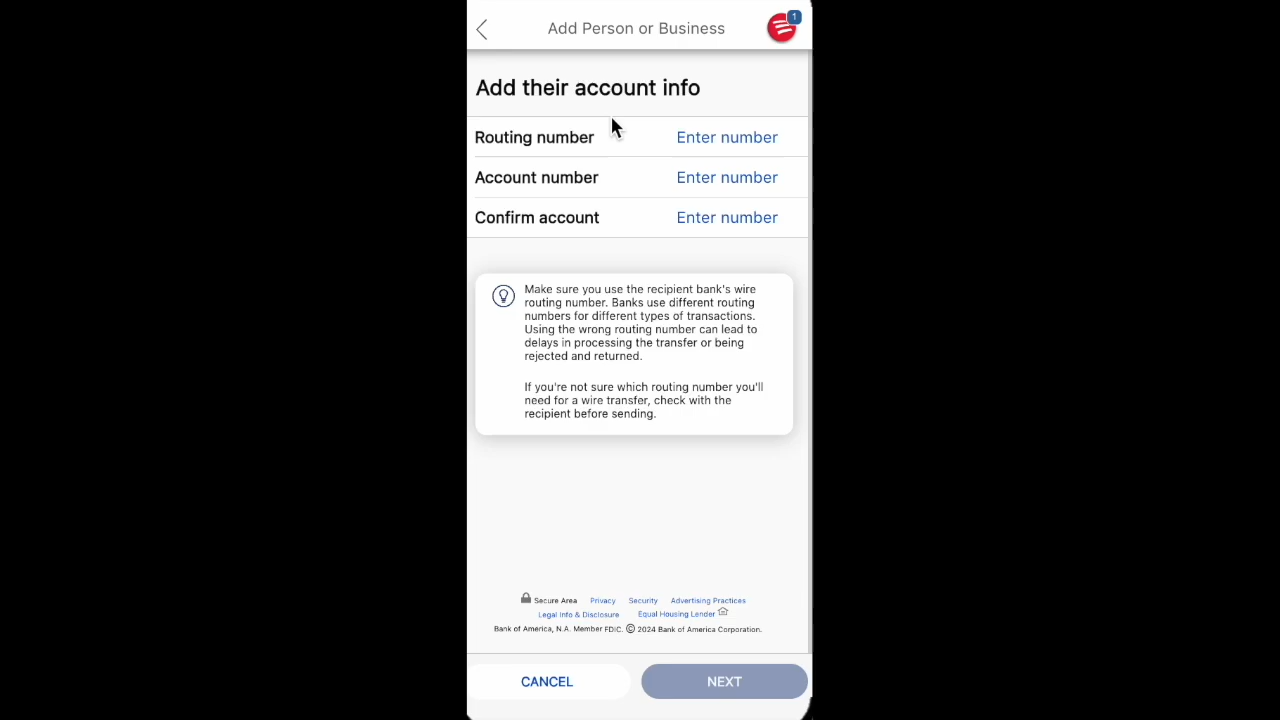 Add Person or Business
1
Add their account info
Routing number Enter number
Account number Enter number
Confirm account Enter number
Make sure you use the recipient bank's wire
routing number. Banks use different routing
numbers for different types of transactions.
Using the wrong routing number can lead to
delays in processing the transfer or being
rejected and returned.
If you're not sure which routing number you'll
need for a wire transfer, check with the
recipient before sending.
Secure Area Privacy Security Advertising Practices
Legal Info & Disclosure Equal Housing Lender
Bank of America, N.A. Member FDIC. © 2024 Bank of America Corporation.
CANCEL NEXT